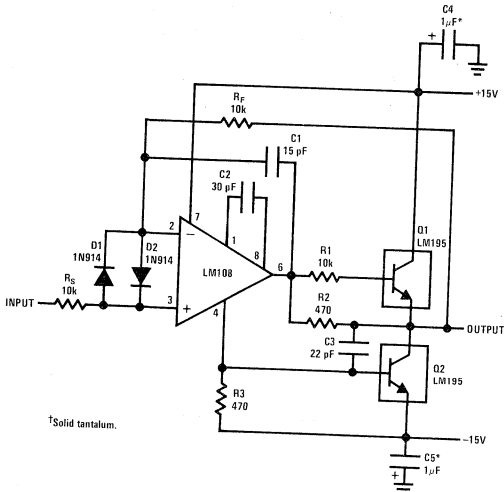 C4
1μF*
+
+15V
RF
10k
C1
15 pF
C2
30 pF
7
2
−
1
8
6
LM108
3
+
4
D1
1N914
D2
1N914
RS
10k
INPUT
R1
10k
Q1
LM195
R2
470
OUTPUT
C3
22 pF
Q2
LM195
R3
470
†Solid tantalum.
−15V
C5*
+
1μF